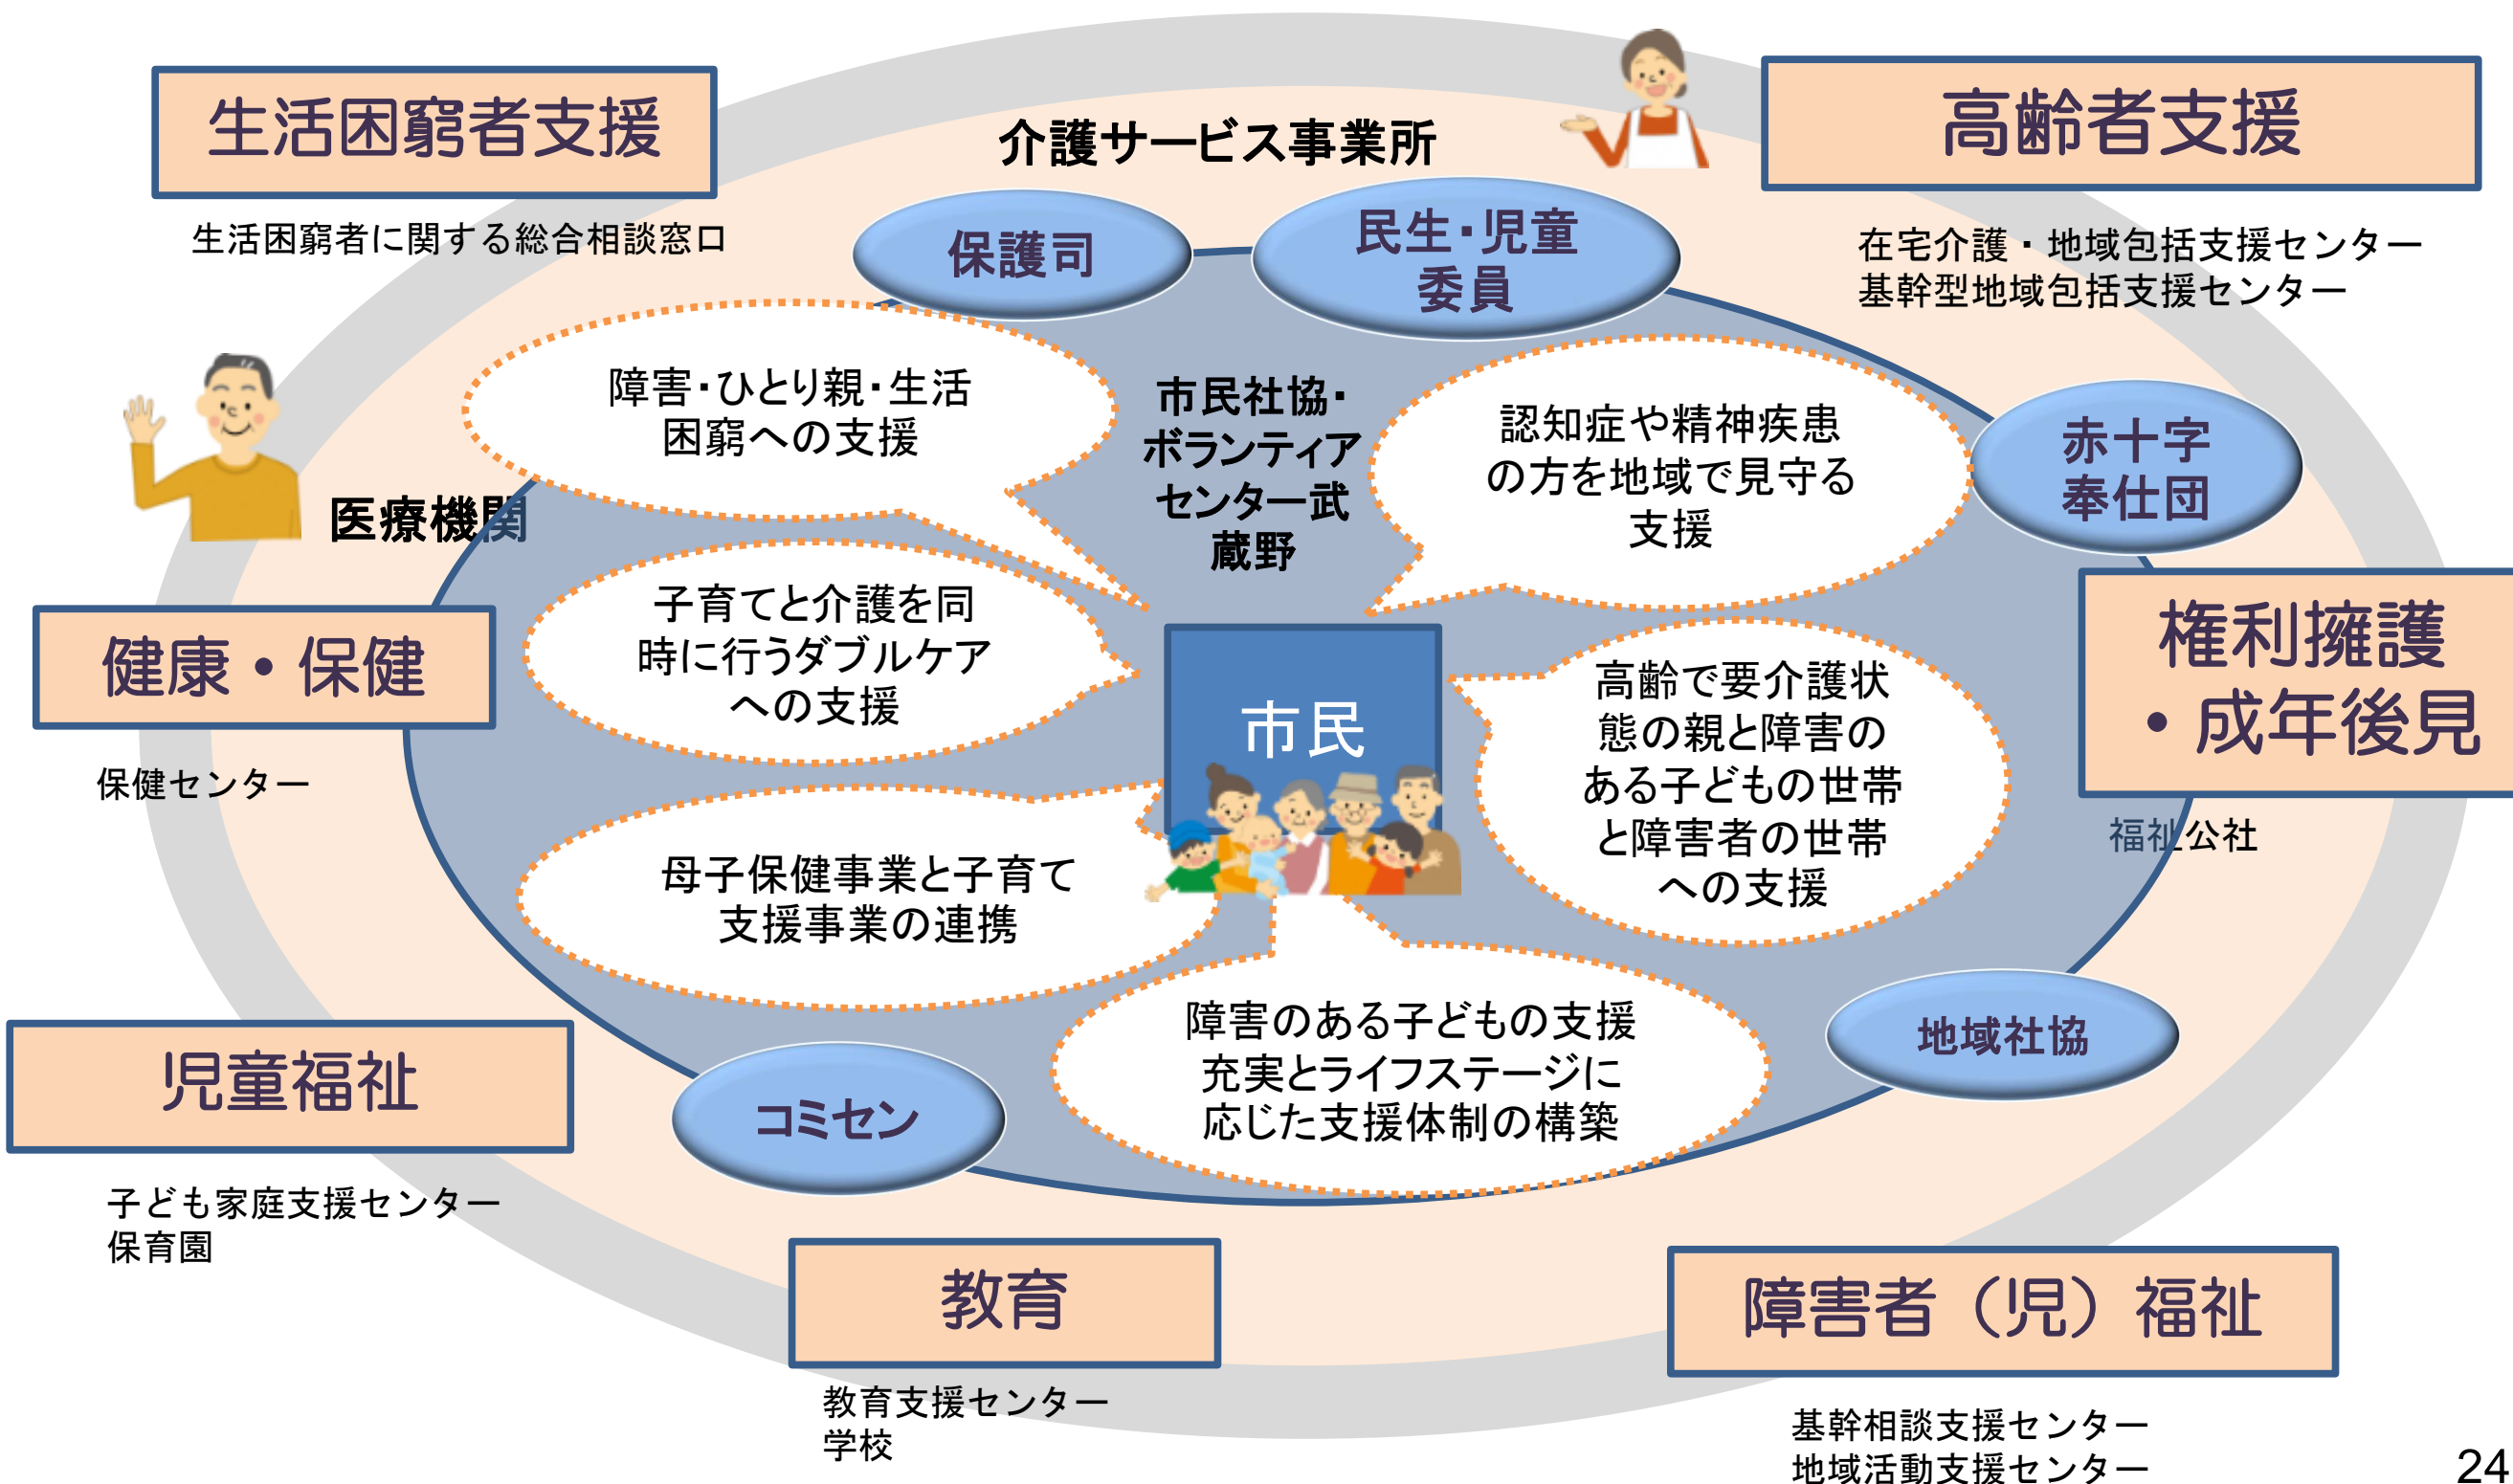 生活困窮者支援
生活困窮者に関する総合相談窓口
介護サービス事業所
高齢者支援
在宅介護・地域包括支援センター
基幹型地域包括支援センター
保護司
民生・児童
委員
障害・ひとり親・生活
困窮への支援
市民社協・
ボランティア
センター武
蔵野
認知症や精神疾患
の方を地域で見守る
支援
赤十字
奉仕団
医療機関
健康・保健
保健センター
子育てと介護を同
時に行うダブルケア
への支援
市民
高齢で要介護状
態の親と障害の
ある子どもの世帯
と障害者の世帯
への支援
権利擁護
・成年後見
福祉公社
母子保健事業と子育て
支援事業の連携
障害のある子どもの支援
充実とライフステージに
応じた支援体制の構築
地域社協
コミセン
児童福祉
子ども家庭支援センター
保育園
教育
教育支援センター
学校
障害者（児）福祉
基幹相談支援センター
地域活動支援センター
24